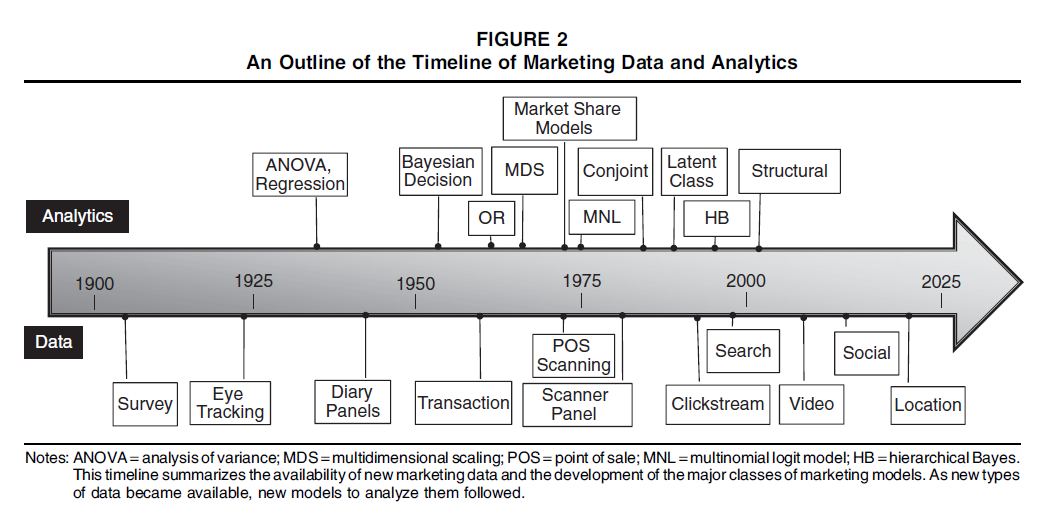 FIGURE 2
An Outline of the Timeline of Marketing Data and Analytics
Market Share
Models
ANOVA,
Regression
Bayesian
Decision
MDS
Conjoint
Latent
Class
Structural
OR
MNL
HB
Analytics
1900
1925
1950
1975
2000
2025
Data
POS
Scanning
Search
Social
Survey
Eye
Tracking
Diary
Panels
Transaction
Scanner
Panel
Clickstream
Video
Location
Notes: ANOVA = analysis of variance; MDS = multidimensional scaling; POS = point of sale; MNL = multinomial logit model; HB = hierarchical Bayes.
This timeline summarizes the availability of new marketing data and the development of the major classes of marketing models. As new types
of data became available, new models to analyze them followed.